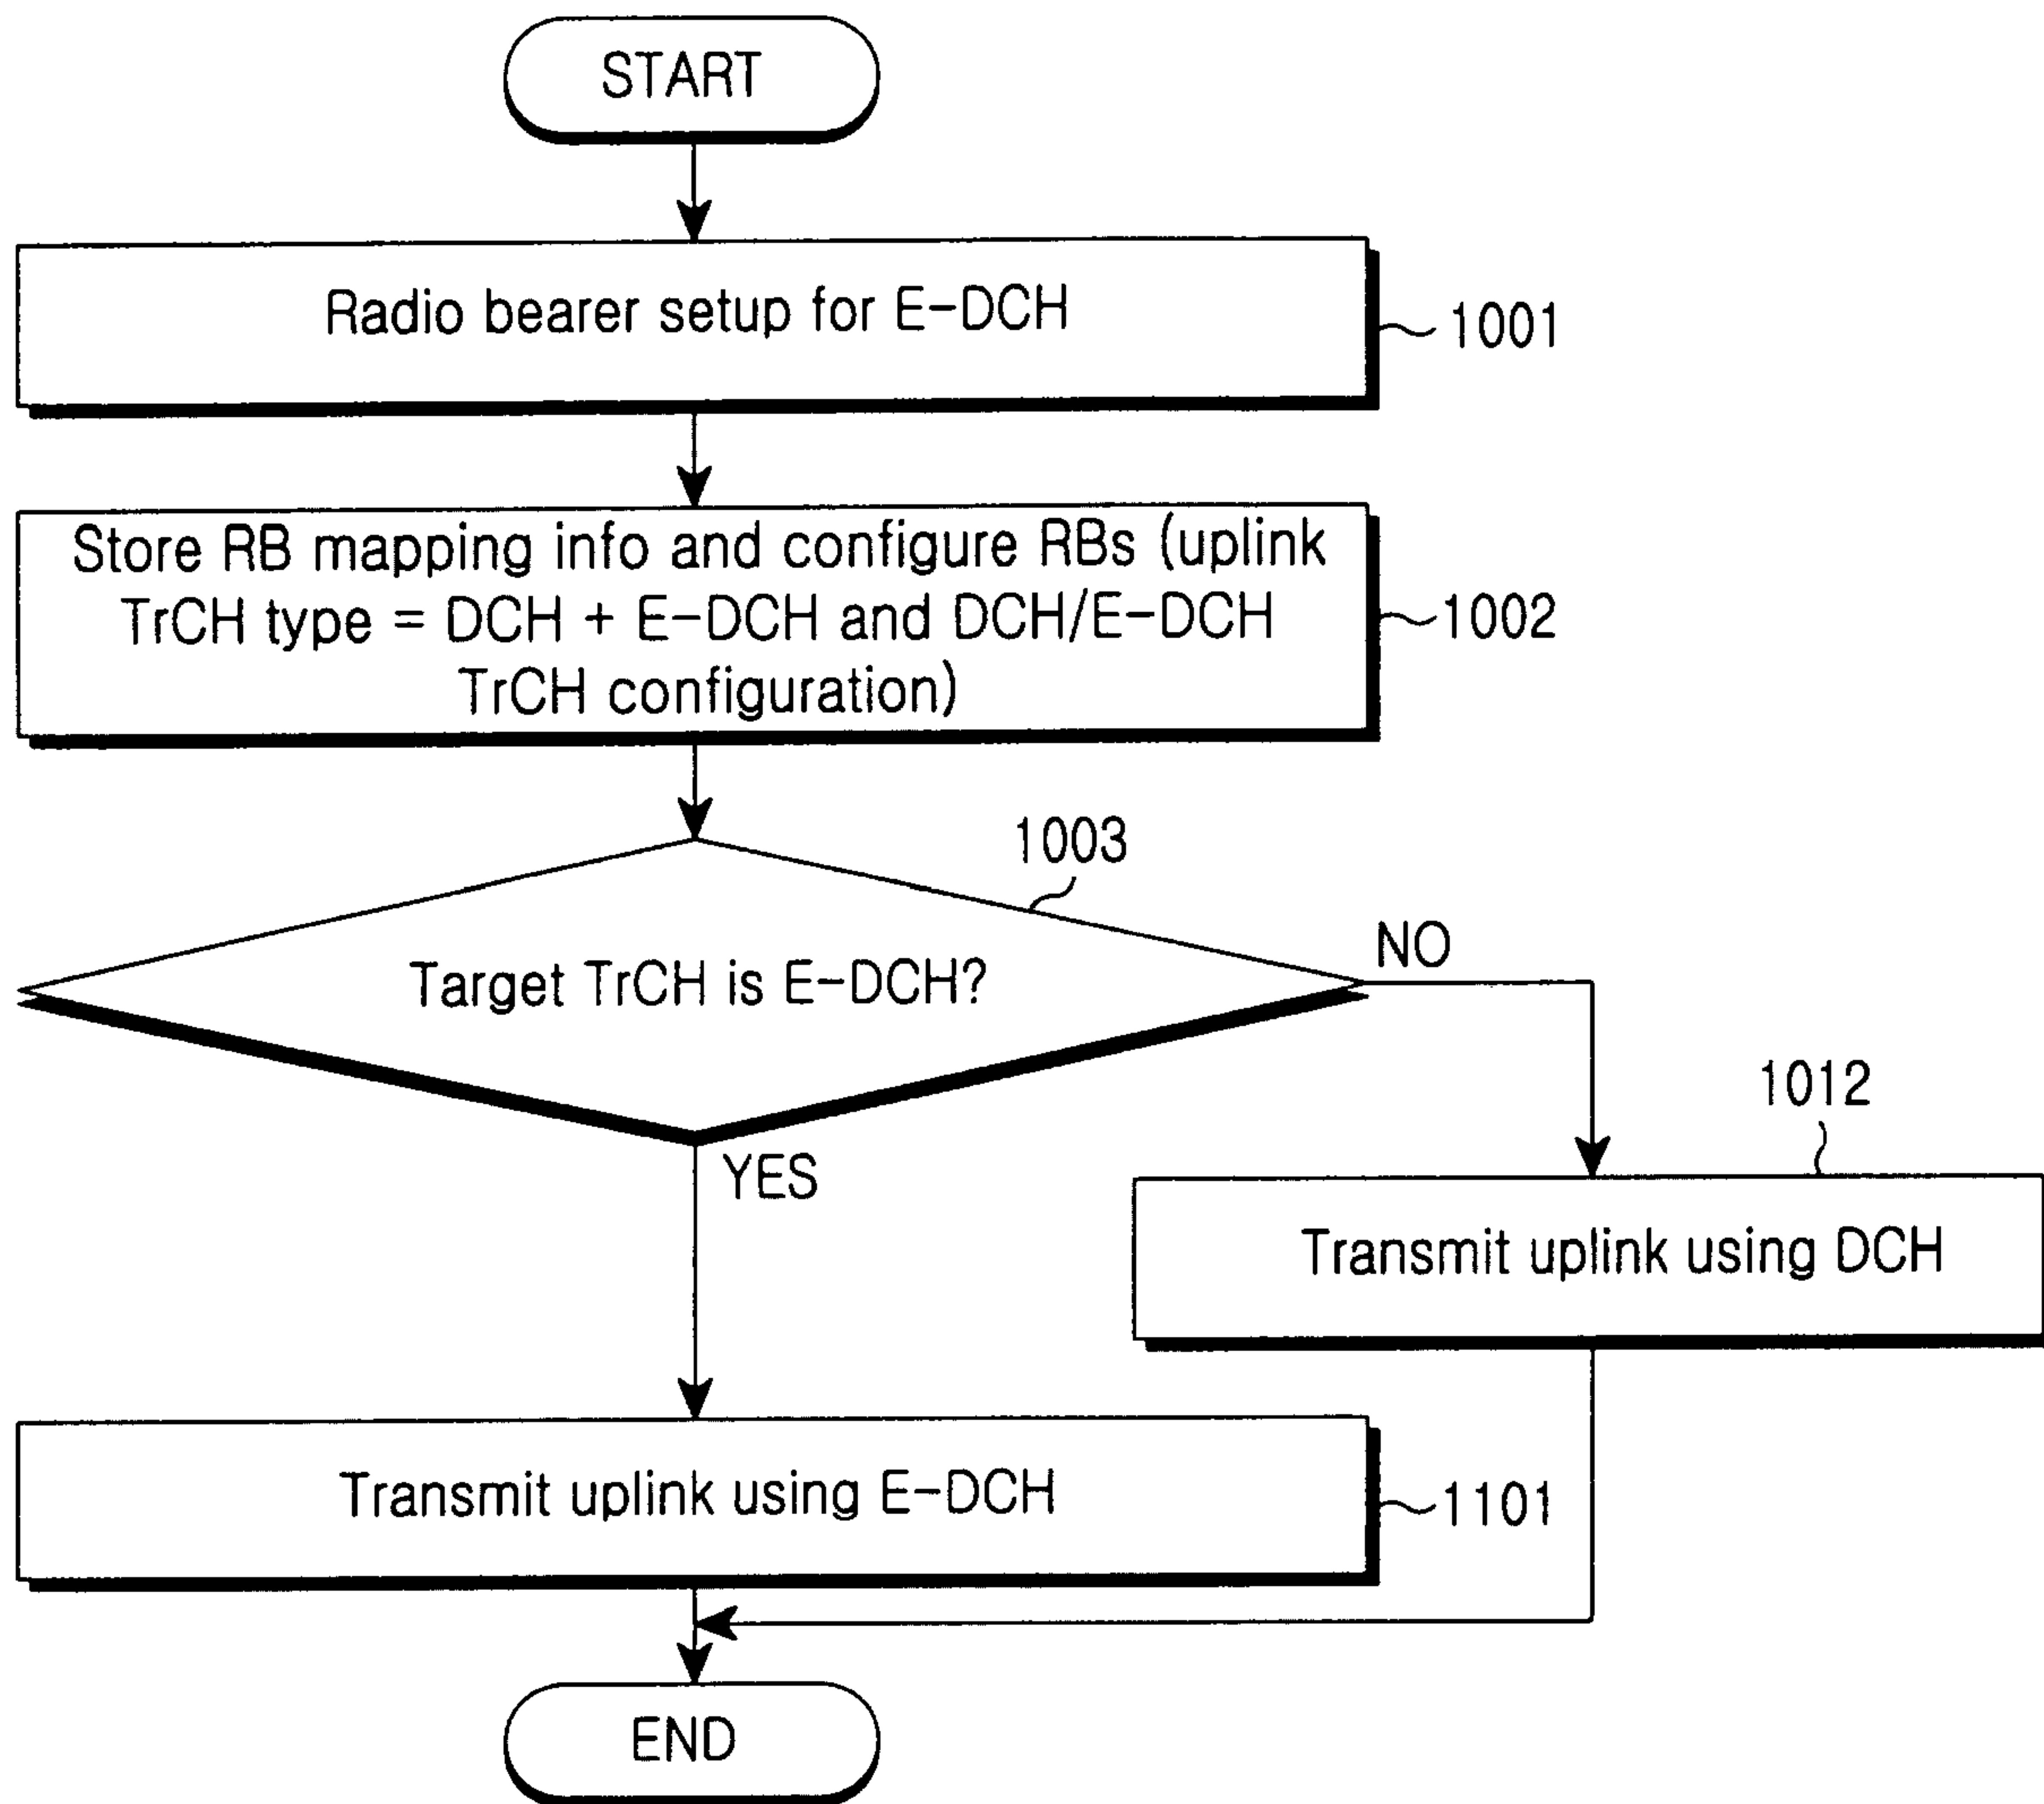 START
Radio bearer setup for E-DCH
1001
Store RB mapping info and configure RBs (uplink
TrCH type = DCH + E-DCH and DCH/E-DCH
TrCH configuration)
1002
1003
Target TrCH is E-DCH?
NO
YES
1012
Transmit uplink using DCH
Transmit uplink using E-DCH
1101
END